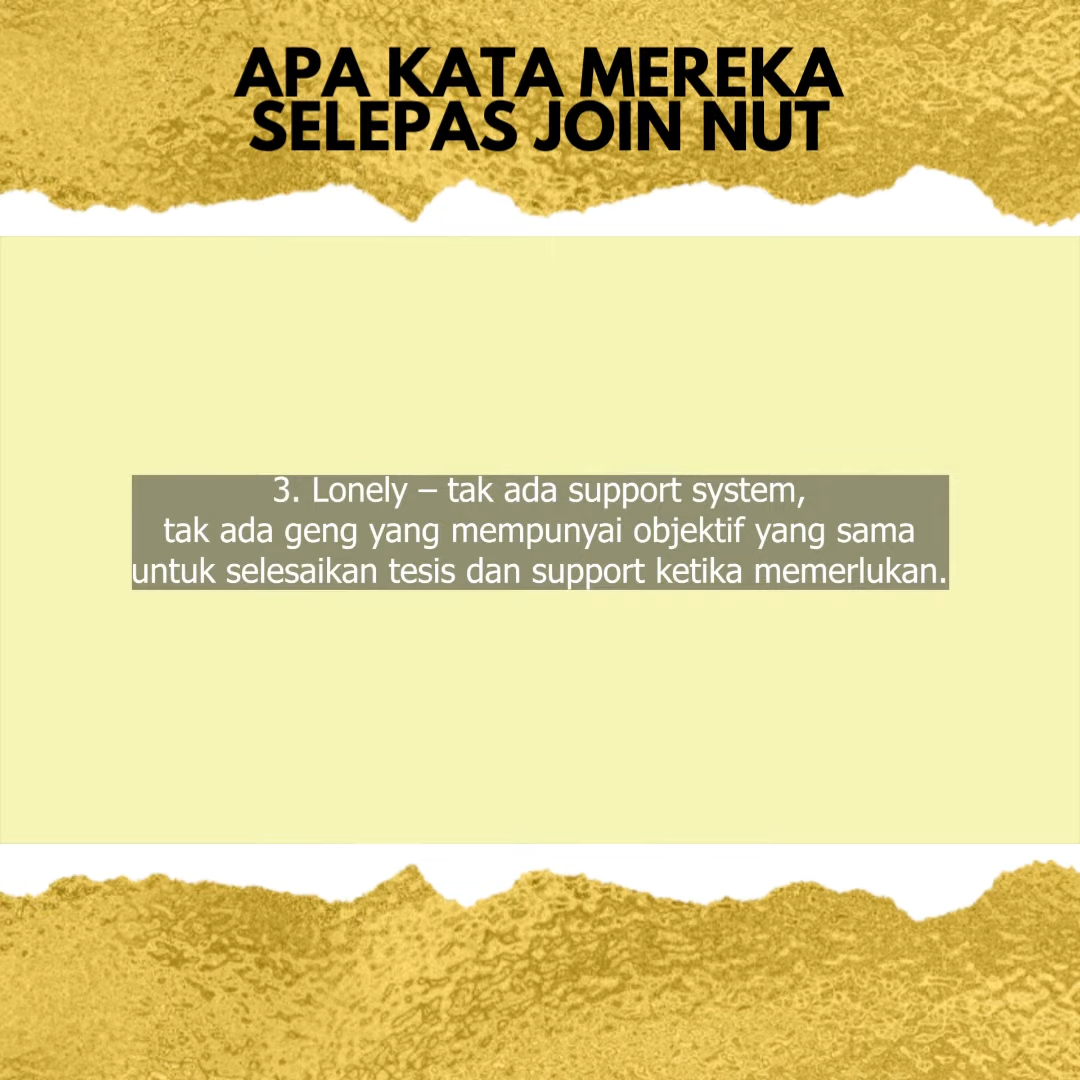 APA KATA MEREKA
SELEPAS JOIN NUT
3. Lonely – tak ada support system,
tak ada geng yang mempunyai objektif yang sama
untuk selesaikan tesis dan support ketika memerlukan.